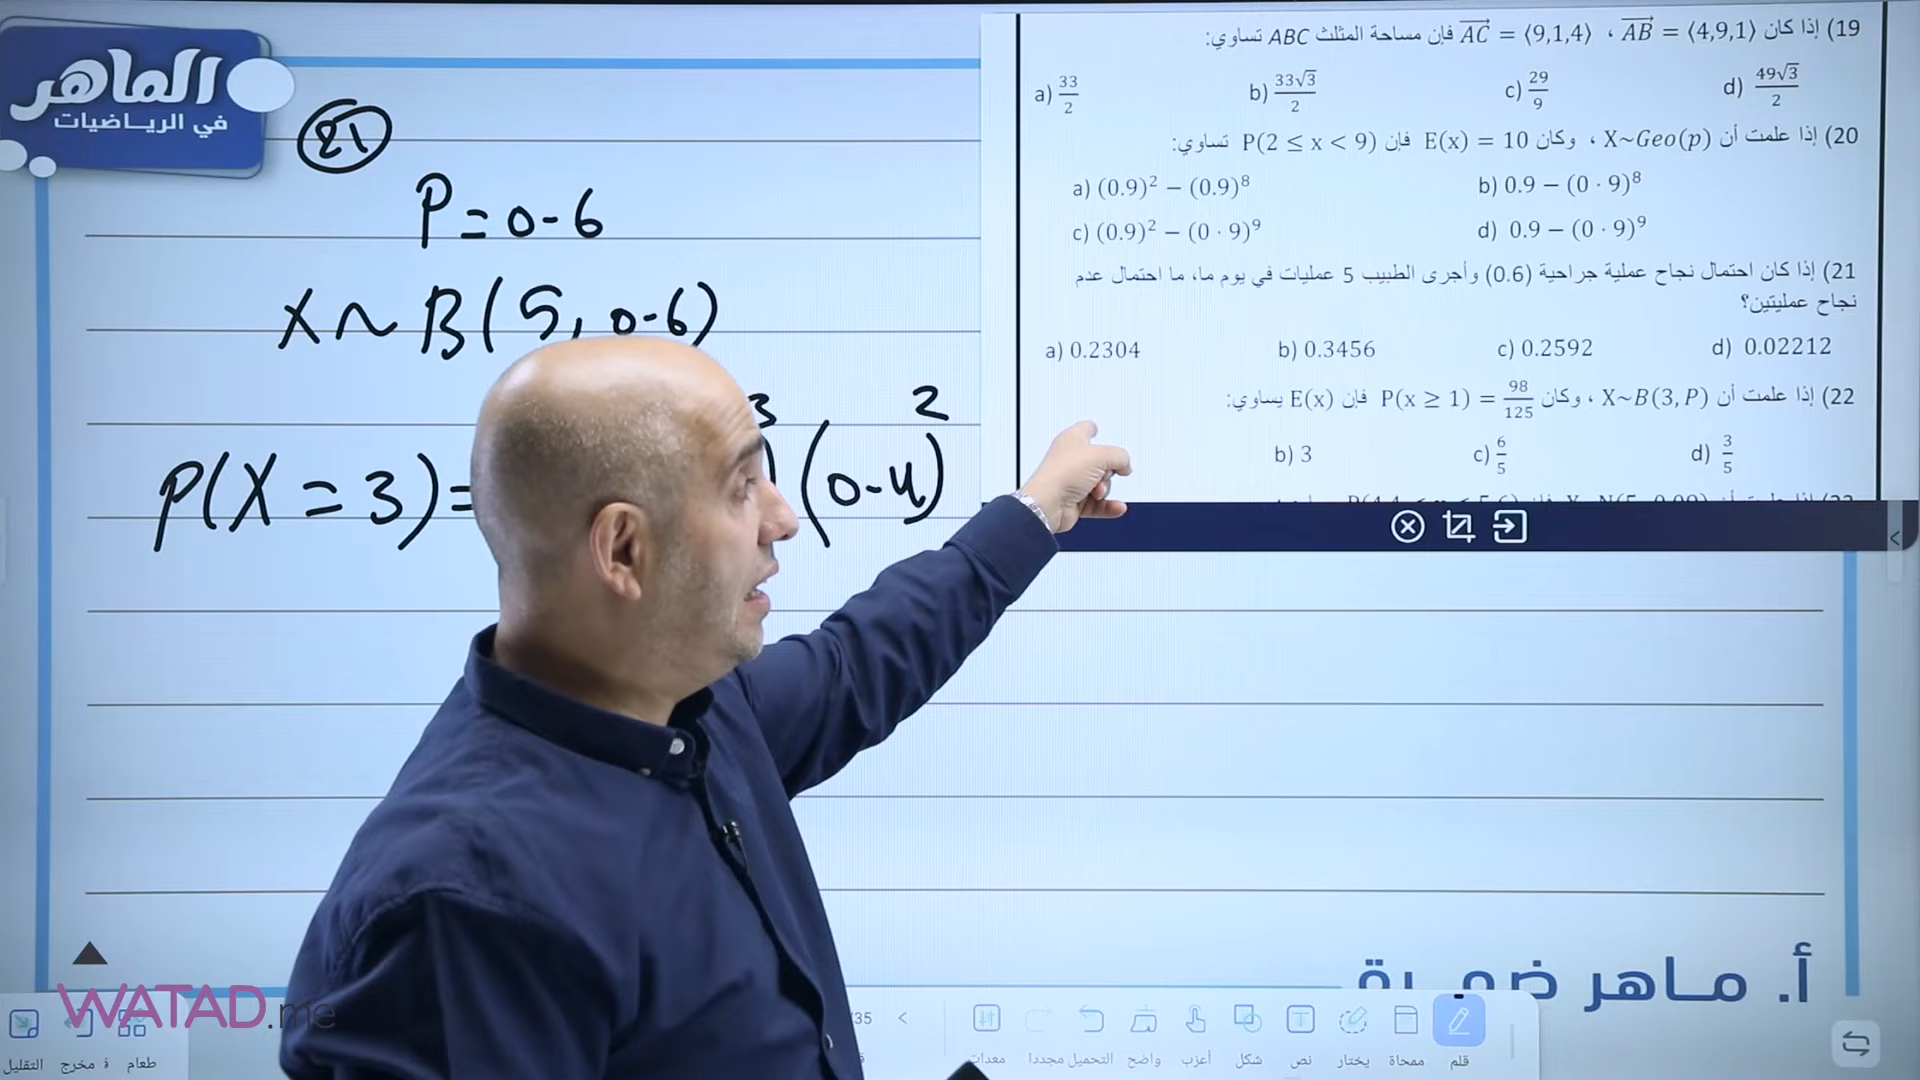 الماهر
في الرياضيات
21
P = 0.6
X ~ B(5, 0.6)
P(X = 3) =
3
(0.4)²
19) إذا كان AB = ⟨4,9,1⟩ ، AC = ⟨9,1,4⟩ فإن مساحة المثلث ABC تساوي:
a) 33/2 b) 33√3/2 c) 29/9 d) 49√3/2
20) إذا علمت أن X~Geo(p) ، وكان E(x) = 10 فإن P(2 ≤ x < 9) تساوي:
a) (0.9)² − (0.9)⁸ b) 0.9 − (0 · 9)⁸
c) (0.9)² − (0 · 9)⁹ d) 0.9 − (0 · 9)⁹
21) إذا كان احتمال نجاح عملية جراحية (0.6) وأجرى الطبيب 5 عمليات في يوم ما، ما احتمال عدم
نجاح عمليتين؟
a) 0.2304 b) 0.3456 c) 0.2592 d) 0.02212
22) إذا علمت أن X~B(3, P) ، وكان P(x ≥ 1) = 98/125 فإن E(x) يساوي:
b) 3 c) 6/5 d) 3/5
أ. ماهر ضمرة
WATAD.me
التقليل
مخرج
طعام
/35
معدات
التحميل مجددا
واضح
أعزب
شكل
نص
يختار
ممحاة
قلم